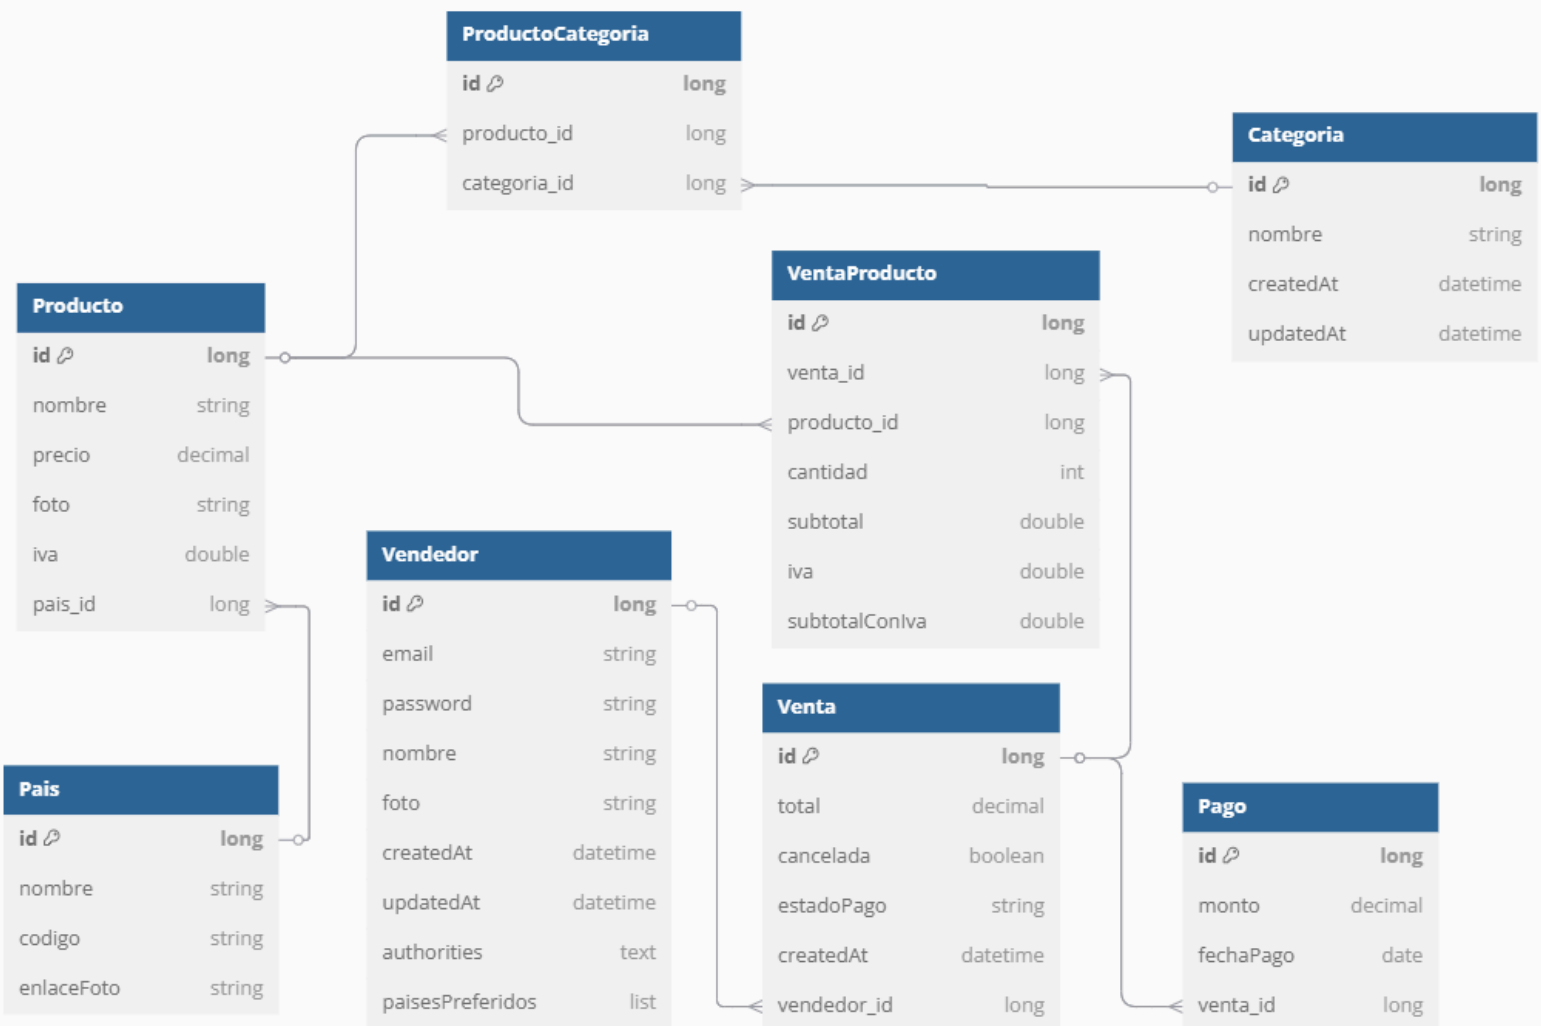 ProductoCategoria
id long
producto_id long
categoria_id long
Categoria
id long
nombre string
createdAt datetime
updatedAt datetime
VentaProducto
id long
venta_id long
producto_id long
cantidad int
subtotal double
iva double
subtotalConIva double
Producto
id long
nombre string
precio decimal
foto string
iva double
pais_id long
Vendedor
id long
email string
password string
nombre string
foto string
createdAt datetime
updatedAt datetime
authorities text
paisesPreferidos list
Venta
id long
total decimal
cancelada boolean
estadoPago string
createdAt datetime
vendedor_id long
Pais
id long
nombre string
codigo string
enlaceFoto string
Pago
id long
monto decimal
fechaPago date
venta_id long